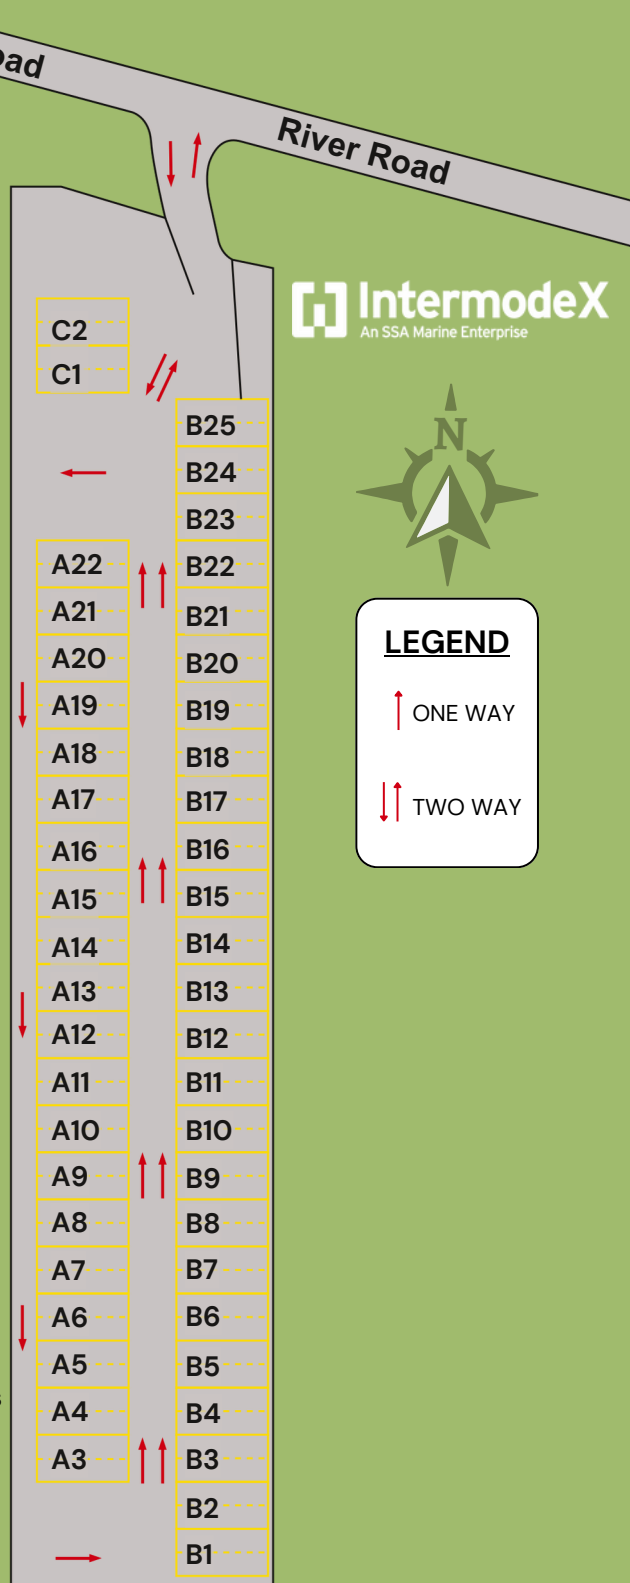 oad
River Road
IntermodeX
An SSA Marine Enterprise
N
LEGEND
ONE WAY
TWO WAY
C2
C1
A22
A21
A20
A19
A18
A17
A16
A15
A14
A13
A12
A11
A10
A9
A8
A7
A6
A5
A4
A3
B25
B24
B23
B22
B21
B20
B19
B18
B17
B16
B15
B14
B13
B12
B11
B10
B9
B8
B7
B6
B5
B4
B3
B2
B1